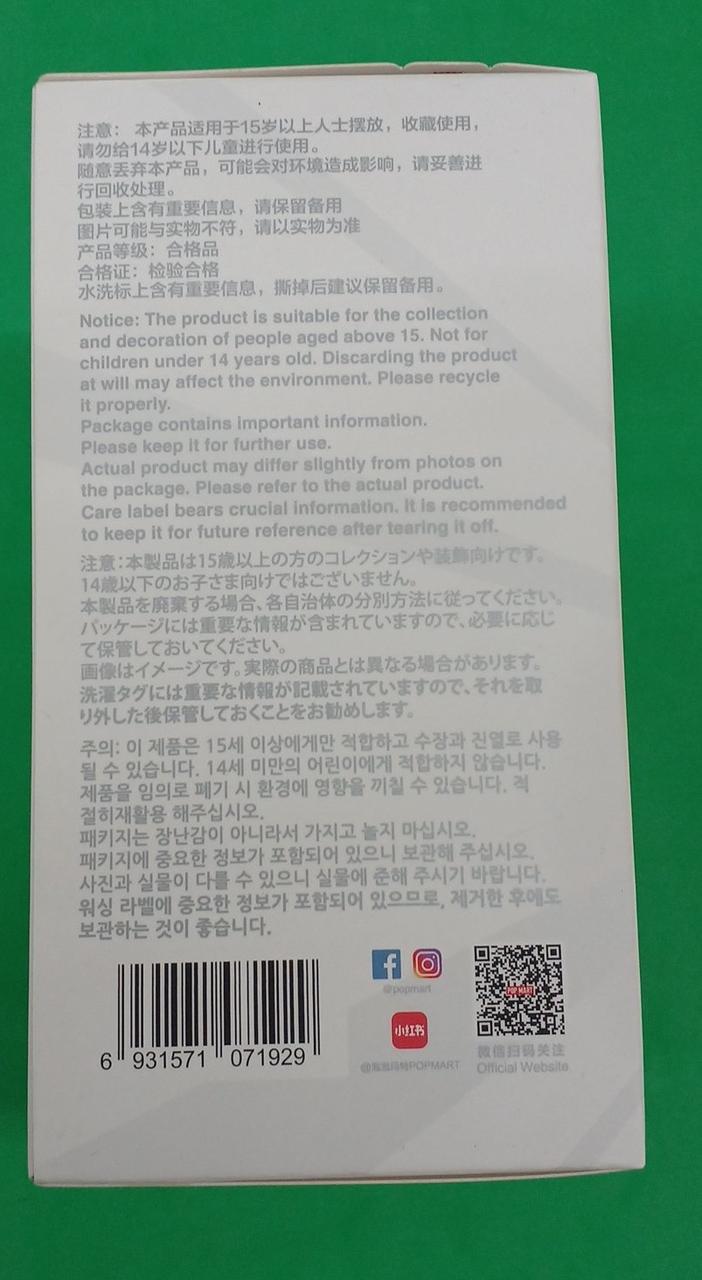 注意： 本产品适用于15岁以上人士摆放，收藏使用，
请勿给14岁以下儿童进行使用。
随意丢弃本产品，可能会对环境造成影响，请妥善进
行回收处理。
包装上含有重要信息，请保留备用
图片可能与实物不符，请以实物为准
产品等级：合格品
合格证：检验合格
水洗标上含有重要信息，撕掉后建议保留备用。
Notice: The product is suitable for the collection
and decoration of people aged above 15. Not for
children under 14 years old. Discarding the product
at will may affect the environment. Please recycle
it properly.
Package contains important information.
Please keep it for further use.
Actual product may differ slightly from photos on
the package. Please refer to the actual product.
Care label bears crucial information. It is recommended
to keep it for future reference after tearing it off.
注意：本製品は15歳以上の方のコレクションや装飾向けです。
14歳以下のお子さま向けではございません。
本製品を廃棄する場合、各自治体の分別方法に従ってください。
パッケージには重要な情報が含まれていますので、必要に応じ
て保管しておいてください。
画像はイメージです。実際の商品とは異なる場合があります。
洗濯タグには重要な情報が記載されていますので、それを取
り外した後保管しておくことをお勧めします。
주의: 이 제품은 15세 이상에게만 적합하고 수장과 진열로 사용
될 수 있습니다. 14세 미만의 어린이에게 적합하지 않습니다.
제품을 임의로 폐기 시 환경에 영향을 끼칠 수 있습니다. 적
절히재활용 해주십시오.
패키지는 장난감이 아니라서 가지고 놀지 마십시오.
패키지에 중요한 정보가 포함되어 있으니 보관해 주십시오.
사진과 실물이 다를 수 있으니 실물에 준해 주시기 바랍니다.
워싱 라벨에 중요한 정보가 포함되어 있으므로, 제거한 후에도
보관하는 것이 좋습니다.
6 931571 071929
@popmart
小红书
@泡泡玛特POPMART
POP MART
微信扫码关注
Official Website